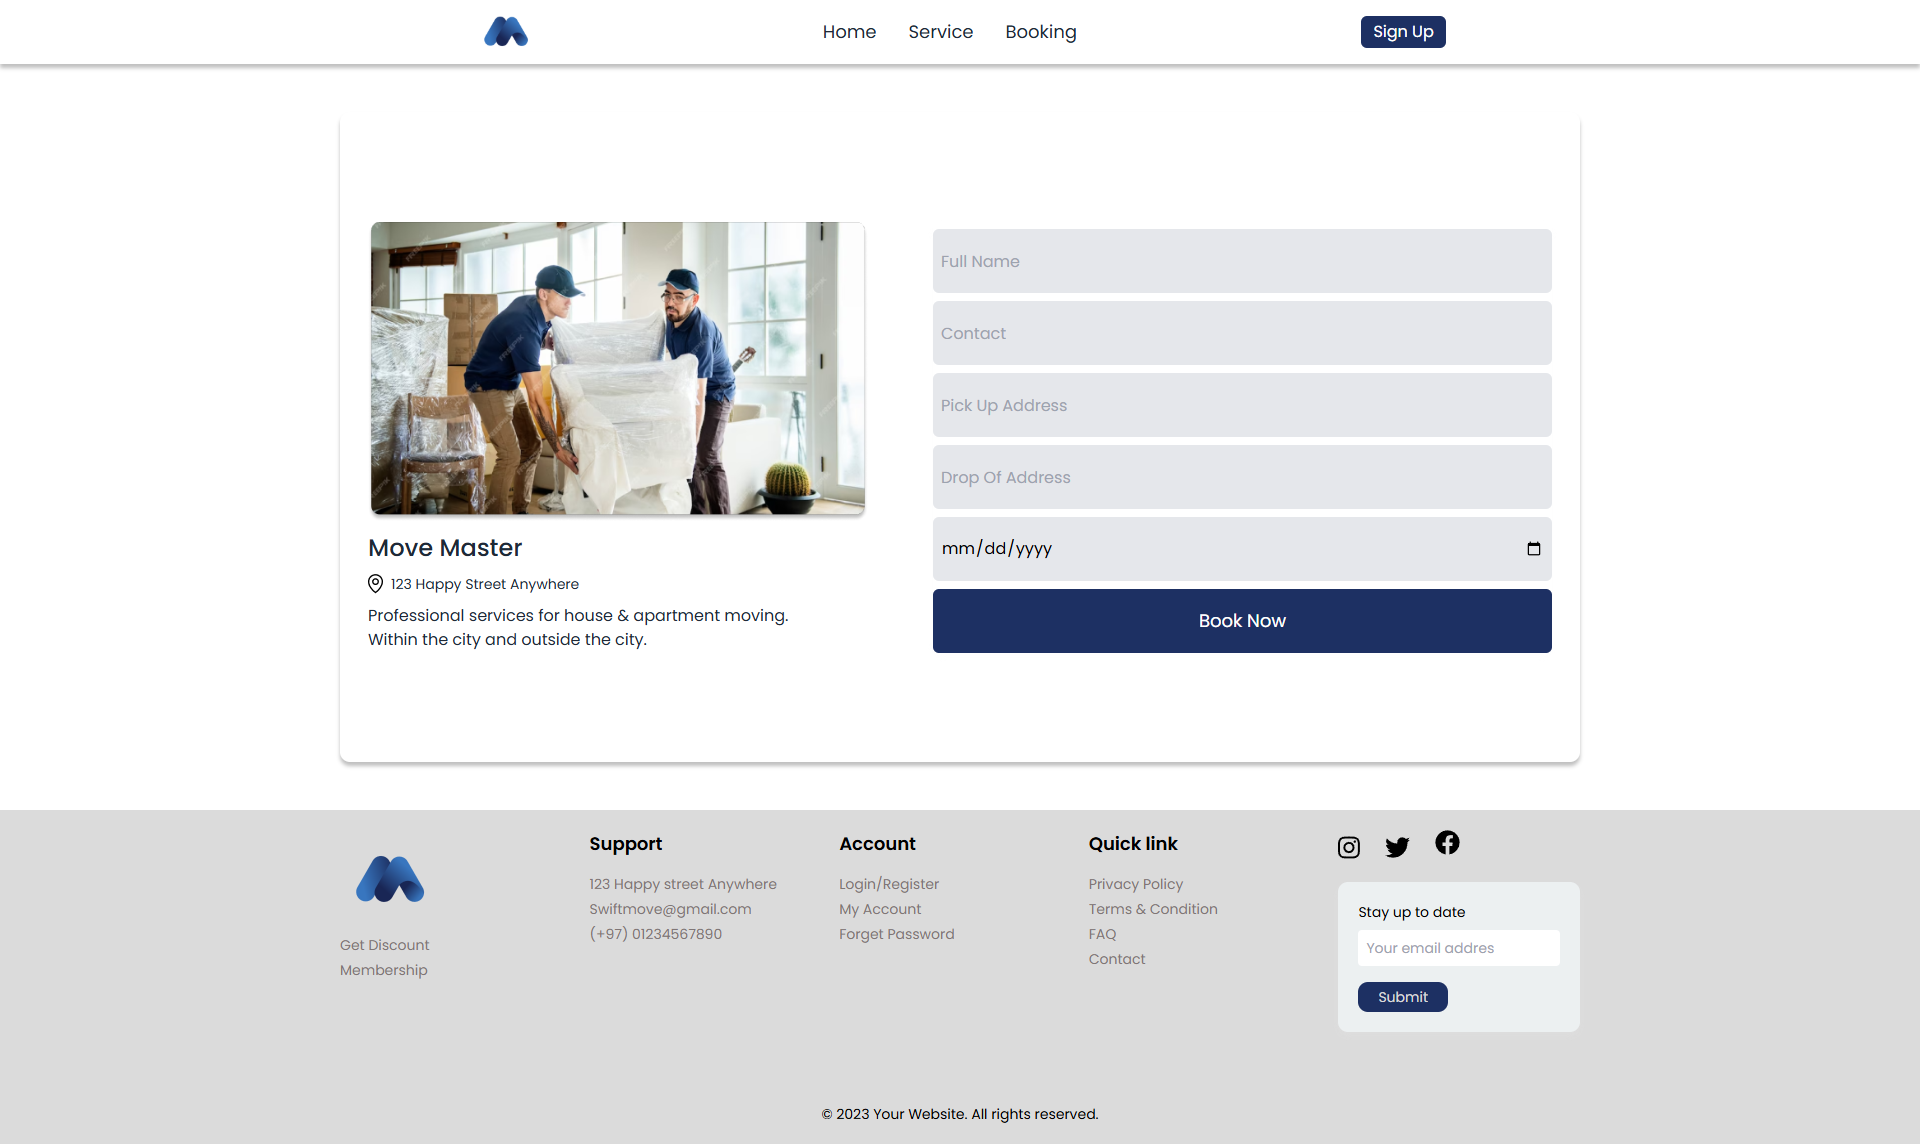 Home
Service
Booking
Sign Up
Full Name
Contact
Pick Up Address
Drop Of Address
mm/dd/yyyy
Book Now
Move Master
123 Happy Street Anywhere
Professional services for house & apartment moving.
Within the city and outside the city.
Get Discount
Membership
Support
123 Happy street Anywhere
Swiftmove@gmail.com
(+97) 01234567890
Account
Login/Register
My Account
Forget Password
Quick link
Privacy Policy
Terms & Condition
FAQ
Contact
Stay up to date
Your email addres
Submit
© 2023 Your Website. All rights reserved.